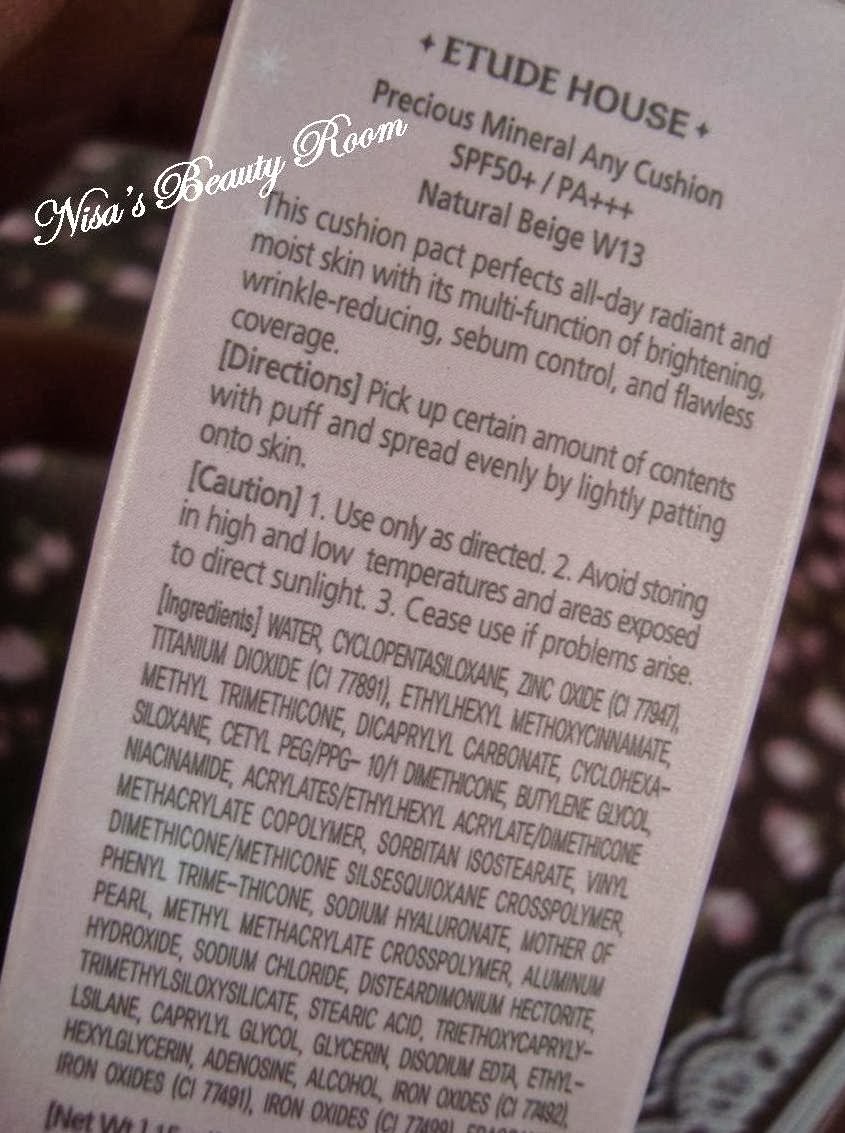 ETUDE HOUSE
Precious Mineral Any Cushion
SPF50+ / PA+++
Natural Beige W13
Nisa's Beauty Room
This cushion pact perfects all-day radiant and
moist skin with its multi-function of brightening,
wrinkle-reducing, sebum control, and flawless
coverage.
[Directions] Pick up certain amount of contents
with puff and spread evenly by lightly patting
onto skin.
[Caution] 1. Use only as directed. 2. Avoid storing
in high and low temperatures and areas exposed
to direct sunlight. 3. Cease use if problems arise.
[Ingredients] WATER, CYCLOPENTASILOXANE, ZINC OXIDE (CI 77947),
TITANIUM DIOXIDE (CI 77891), ETHYLHEXYL METHOXYCINNAMATE,
METHYL TRIMETHICONE, DICAPRYLYL CARBONATE, CYCLOHEXA-
SILOXANE, CETYL PEG/PPG- 10/1 DIMETHICONE, BUTYLENE GLYCOL,
NIACINAMIDE, ACRYLATES/ETHYLHEXYL ACRYLATE/DIMETHICONE
METHACRYLATE COPOLYMER, SORBITAN ISOSTEARATE, VINYL
DIMETHICONE/METHICONE SILSESQUIOXANE CROSSPOLYMER,
PHENYL TRIME-THICONE, SODIUM HYALURONATE, MOTHER OF
PEARL, METHYL METHACRYLATE CROSSPOLYMER, ALUMINUM
HYDROXIDE, SODIUM CHLORIDE, DISTEARDIMONIUM HECTORITE,
TRIMETHYLSILOXYSILICATE, STEARIC ACID, TRIETHOXYCAPRYLY-
LSILANE, CAPRYLYL GLYCOL, GLYCERIN, DISODIUM EDTA, ETHYL-
HEXYLGLYCERIN, ADENOSINE, ALCOHOL, IRON OXIDES (CI 77492),
IRON OXIDES (CI 77491), IRON OXIDES (CI 77499),
[Net Wt